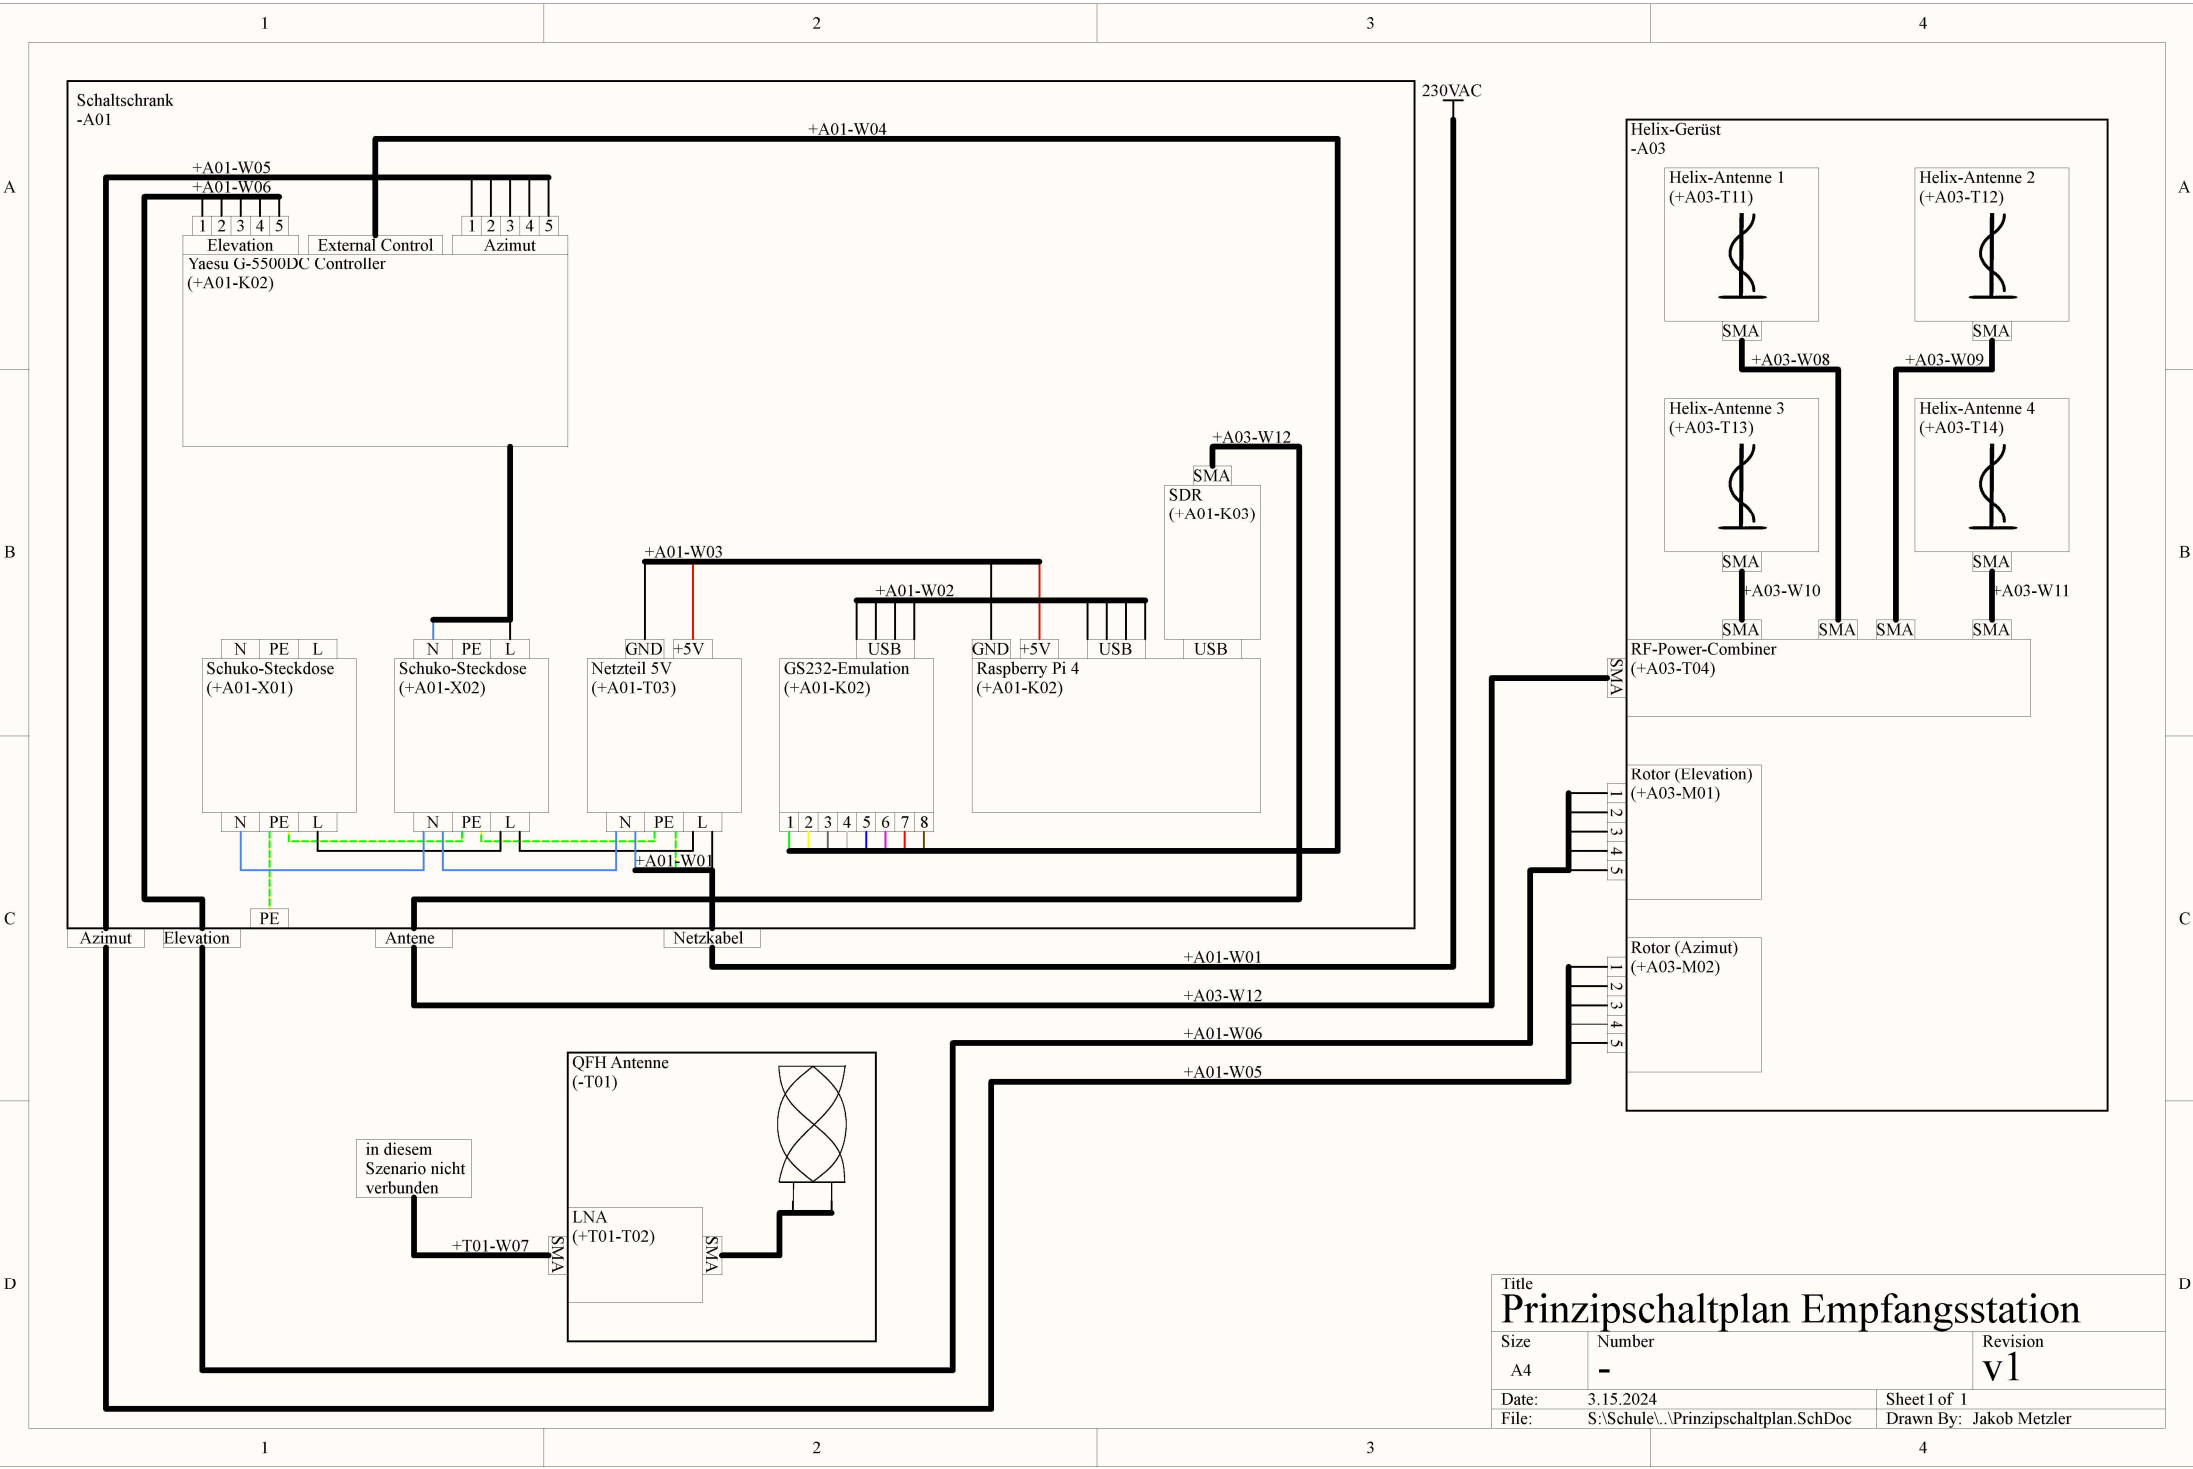 1
2
3
4
A
A
Schaltschrank
-A01
230VAC
+A01-W04
+A01-W05
+A01-W06
1 2 3 4 5
1 2 3 4 5
Elevation
External Control
Azimut
Yaesu G-5500DC Controller
(+A01-K02)
Helix-Gerüst
-A03
Helix-Antenne 1
(+A03-T11)
Helix-Antenne 2
(+A03-T12)
SMA
SMA
+A03-W08
+A03-W09
Helix-Antenne 3
(+A03-T13)
Helix-Antenne 4
(+A03-T14)
SMA
SMA
+A03-W10
+A03-W11
SMA
SMA
SMA
SMA
RF-Power-Combiner
(+A03-T04)
SMA
B
B
+A03-W12
SMA
SDR
(+A01-K03)
+A01-W03
+A01-W02
N PE L
N PE L
GND +5V
USB
GND +5V
USB
USB
Schuko-Steckdose
(+A01-X01)
Schuko-Steckdose
(+A01-X02)
Netzteil 5V
(+A01-T03)
GS232-Emulation
(+A01-K02)
Raspberry Pi 4
(+A01-K02)
N PE L
N PE L
N PE L
1 2 3 4 5 6 7 8
+A01-W01
Rotor (Elevation)
(+A03-M01)
1
2
3
4
5
Rotor (Azimut)
(+A03-M02)
1
2
3
4
5
C
C
PE
Azimut
Elevation
Antene
Netzkabel
+A01-W01
+A03-W12
+A01-W06
+A01-W05
QFH Antenne
(-T01)
in diesem
Szenario nicht
verbunden
LNA
(+T01-T02)
+T01-W07
SMA
SMA
D
D
Title
Prinzipschaltplan Empfangsstation
Size
Number
Revision
A4
-
v1
Date:
3.15.2024
Sheet 1 of 1
File:
S:\Schule\..\Prinzipschaltplan.SchDoc
Drawn By: Jakob Metzler
1
2
3
4